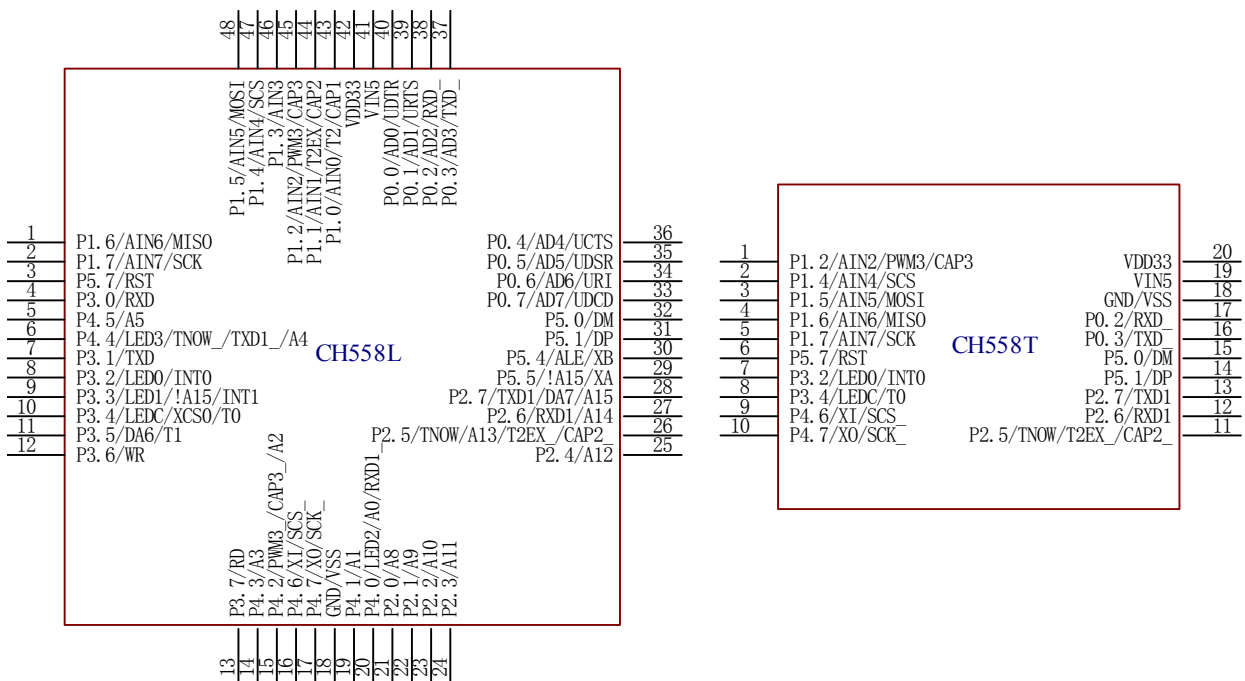 48
47
46
45
44
43
42
41
40
39
38
37
P1.5/AIN5/MOSI
P1.4/AIN4/SCS
P1.3/AIN3
P1.2/AIN2/PWM3/CAP3
P1.1/AIN1/T2EX/CAP2
P1.0/AIN0/T2/CAP1
VDD33
VIN5
P0.0/AD0/UDTR
P0.1/AD1/URTS
P0.2/AD2/RXD_
P0.3/AD3/TXD_
1 P1.6/AIN6/MISO
2 P1.7/AIN7/SCK
3 P5.7/RST
4 P3.0/RXD
5 P4.5/A5
6 P4.4/LED3/TNOW_/TXD1_/A4
7 P3.1/TXD
8 P3.2/LED0/INT0
9 P3.3/LED1/!A15/INT1
10 P3.4/LEDC/XCS0/T0
11 P3.5/DA6/T1
12 P3.6/WR
CH558L
P0.4/AD4/UCTS 36
P0.5/AD5/UDSR 35
P0.6/AD6/URI 34
P0.7/AD7/UDCD 33
P5.0/DM 32
P5.1/DP 31
P5.4/ALE/XB 30
P5.5/!A15/XA 29
P2.7/TXD1/DA7/A15 28
P2.6/RXD1/A14 27
P2.5/TNOW/A13/T2EX_/CAP2_ 26
P2.4/A12 25
P3.7/RD
P4.3/A3
P4.2/PWM3_/CAP3_/A2
P4.6/XI/SCS_
P4.7/XO/SCK_
GND/VSS
P4.1/A1
P4.0/LED2/A0/RXD1_
P2.0/A8
P2.1/A9
P2.2/A10
P2.3/A11
13
14
15
16
17
18
19
20
21
22
23
24
1 P1.2/AIN2/PWM3/CAP3
2 P1.4/AIN4/SCS
3 P1.5/AIN5/MOSI
4 P1.6/AIN6/MISO
5 P1.7/AIN7/SCK
6 P5.7/RST
7 P3.2/LED0/INT0
8 P3.4/LEDC/T0
9 P4.6/XI/SCS_
10 P4.7/XO/SCK_
CH558T
VDD33 20
VIN5 19
GND/VSS 18
P0.2/RXD_ 17
P0.3/TXD_ 16
P5.0/DM 15
P5.1/DP 14
P2.7/TXD1 13
P2.6/RXD1 12
P2.5/TNOW/T2EX_/CAP2_ 11